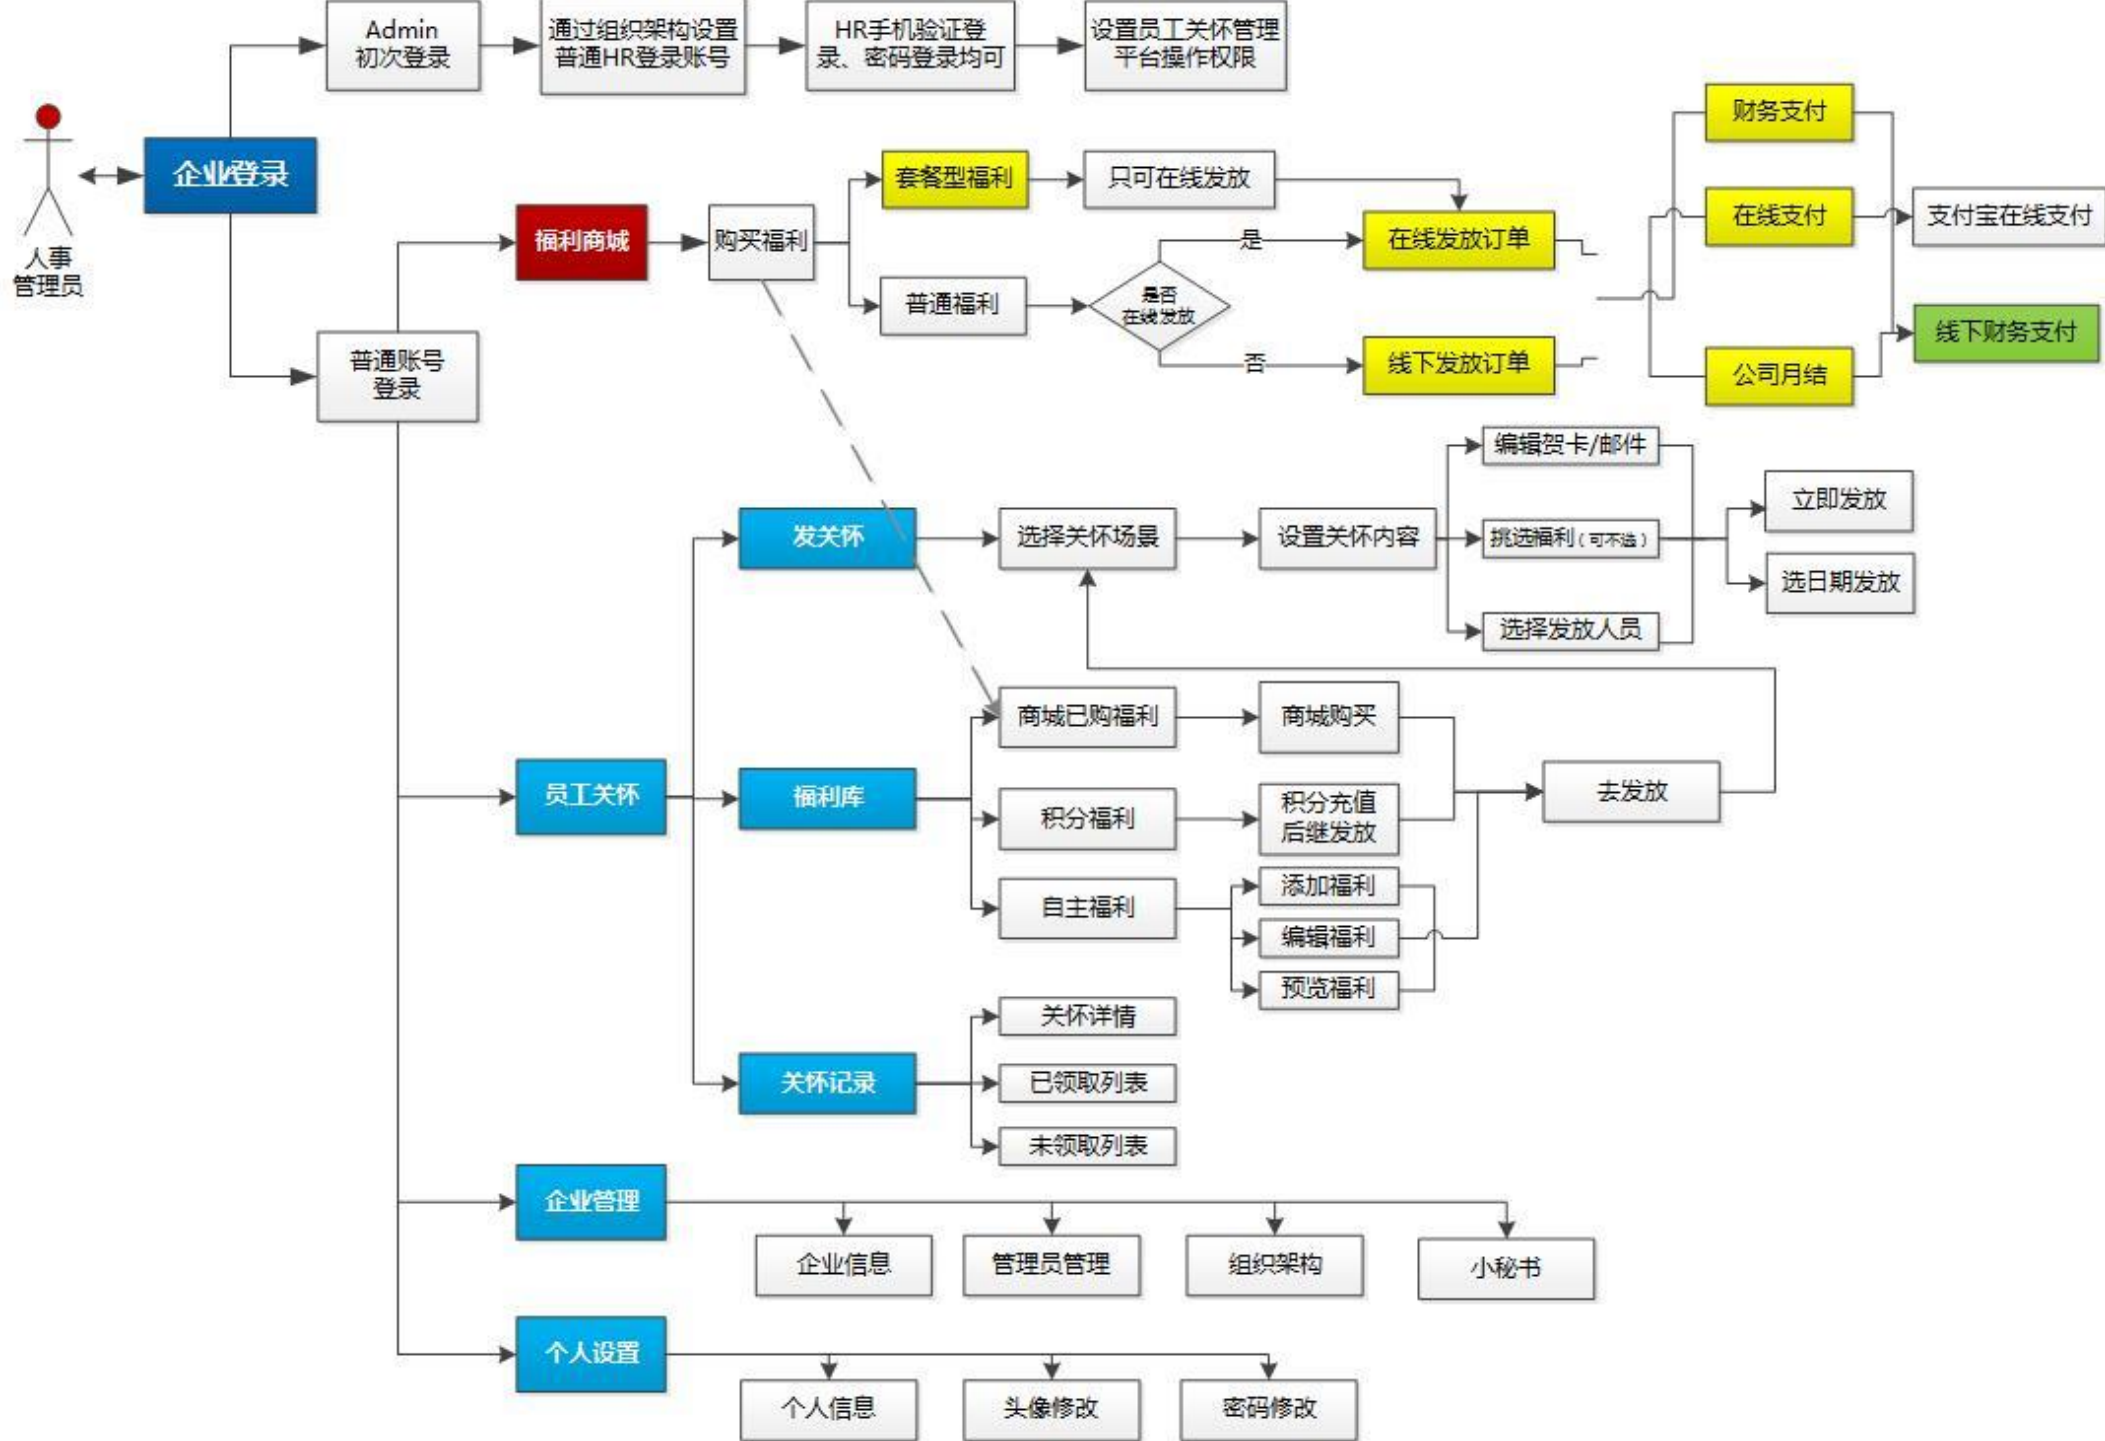 Admin
初次登录
通过组织架构设置
普通HR登录账号
HR手机验证登
录、密码登录均可
设置员工关怀管理
平台操作权限
人事
管理员
企业登录
普通账号
登录
福利商城
购买福利
套餐型福利
只可在线发放
普通福利
是否
在线发放
是
否
在线发放订单
线下发放订单
财务支付
在线支付
公司月结
支付宝在线支付
线下财务支付
员工关怀
发关怀
选择关怀场景
设置关怀内容
编辑贺卡/邮件
挑选福利（可不选）
选择发放人员
立即发放
选日期发放
福利库
商城已购福利
商城购买
积分福利
积分充值
后继发放
自主福利
添加福利
编辑福利
预览福利
去发放
关怀记录
关怀详情
已领取列表
未领取列表
企业管理
企业信息
管理员管理
组织架构
小秘书
个人设置
个人信息
头像修改
密码修改